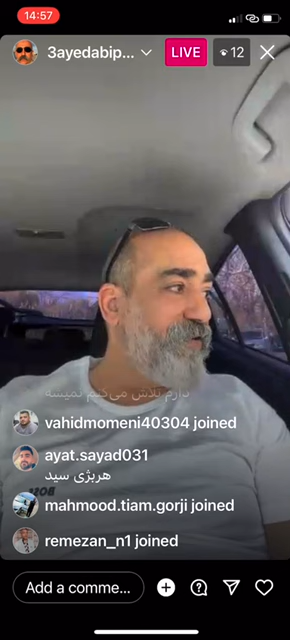 14:57
3ayedabip...
LIVE
12
دارم تلاش می‌کنم نمیشه
vahidmomeni40304 joined
ayat.sayad031
هربژی سید
mahmood.tiam.gorji joined
remezan_n1 joined
Add a comme...